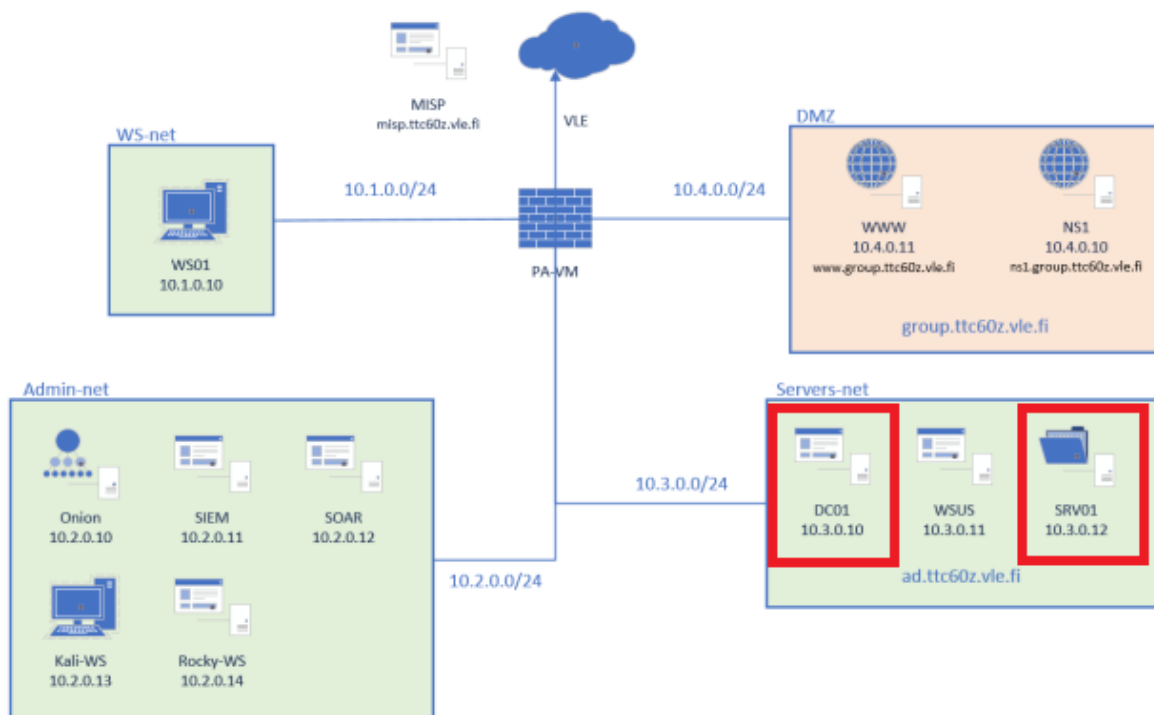 MISP
misp.ttc60z.vle.fi
VLE
WS-net
WS01
10.1.0.10
10.1.0.0/24
PA-VM
10.4.0.0/24
DMZ
WWW
10.4.0.11
www.group.ttc60z.vle.fi
NS1
10.4.0.10
ns1.group.ttc60z.vle.fi
group.ttc60z.vle.fi
Admin-net
Onion
10.2.0.10
SIEM
10.2.0.11
SOAR
10.2.0.12
Kali-WS
10.2.0.13
Rocky-WS
10.2.0.14
10.2.0.0/24
10.3.0.0/24
Servers-net
DC01
10.3.0.10
WSUS
10.3.0.11
SRV01
10.3.0.12
ad.ttc60z.vle.fi